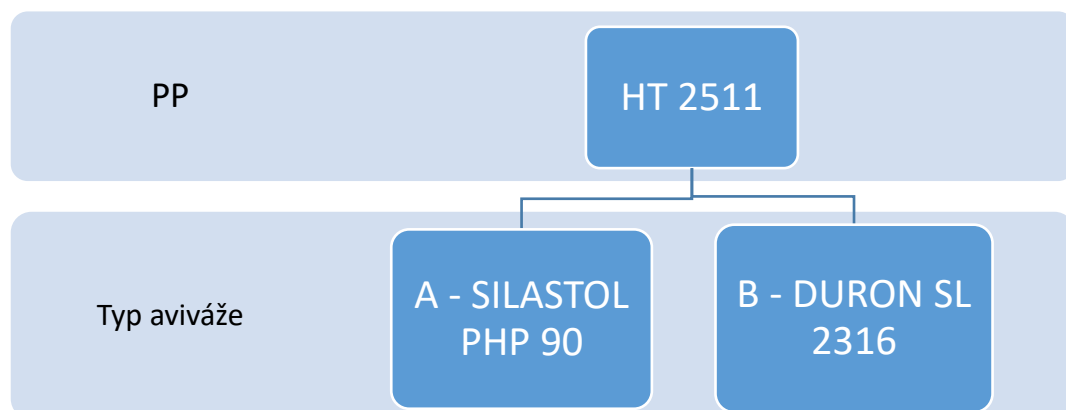 PP
HT 2511
Typ aviváže
A - SILASTOL
PHP 90
B - DURON SL
2316